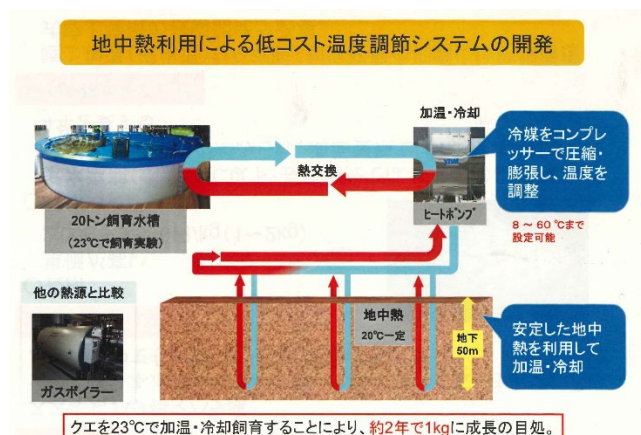 地中熱利用による低コスト温度調節システムの開発
加温・冷却
冷媒をコンプレ
ッサーで圧縮・
膨張し、温度を
調整
熱交換
20トン飼育水槽
(23℃で飼育実験)
ヒートポンプ
8 ~ 60 ℃まで
設定可能
他の熱源と比較
ガスボイラー
地中熱
20℃一定
地下
50m
安定した地中
熱を利用して
加温・冷却
クエを23℃で加温・冷却飼育することにより、約2年で1kgに成長の目処。